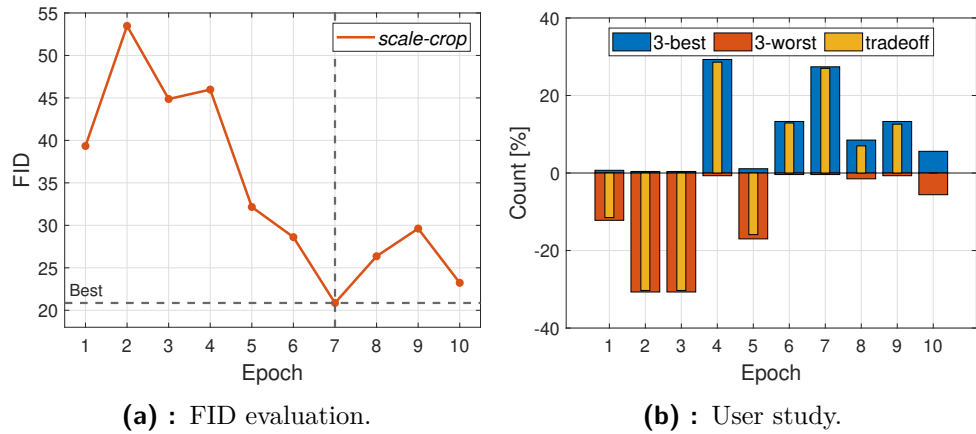 55
50
45
40
35
30
25
20
FID
scale-crop
Best
1 2 3 4 5 6 7 8 9 10
Epoch
(a) : FID evaluation.
40
20
0
-20
-40
Count [%]
3-best 3-worst tradeoff
1 2 3 4 5 6 7 8 9 10
Epoch
(b) : User study.